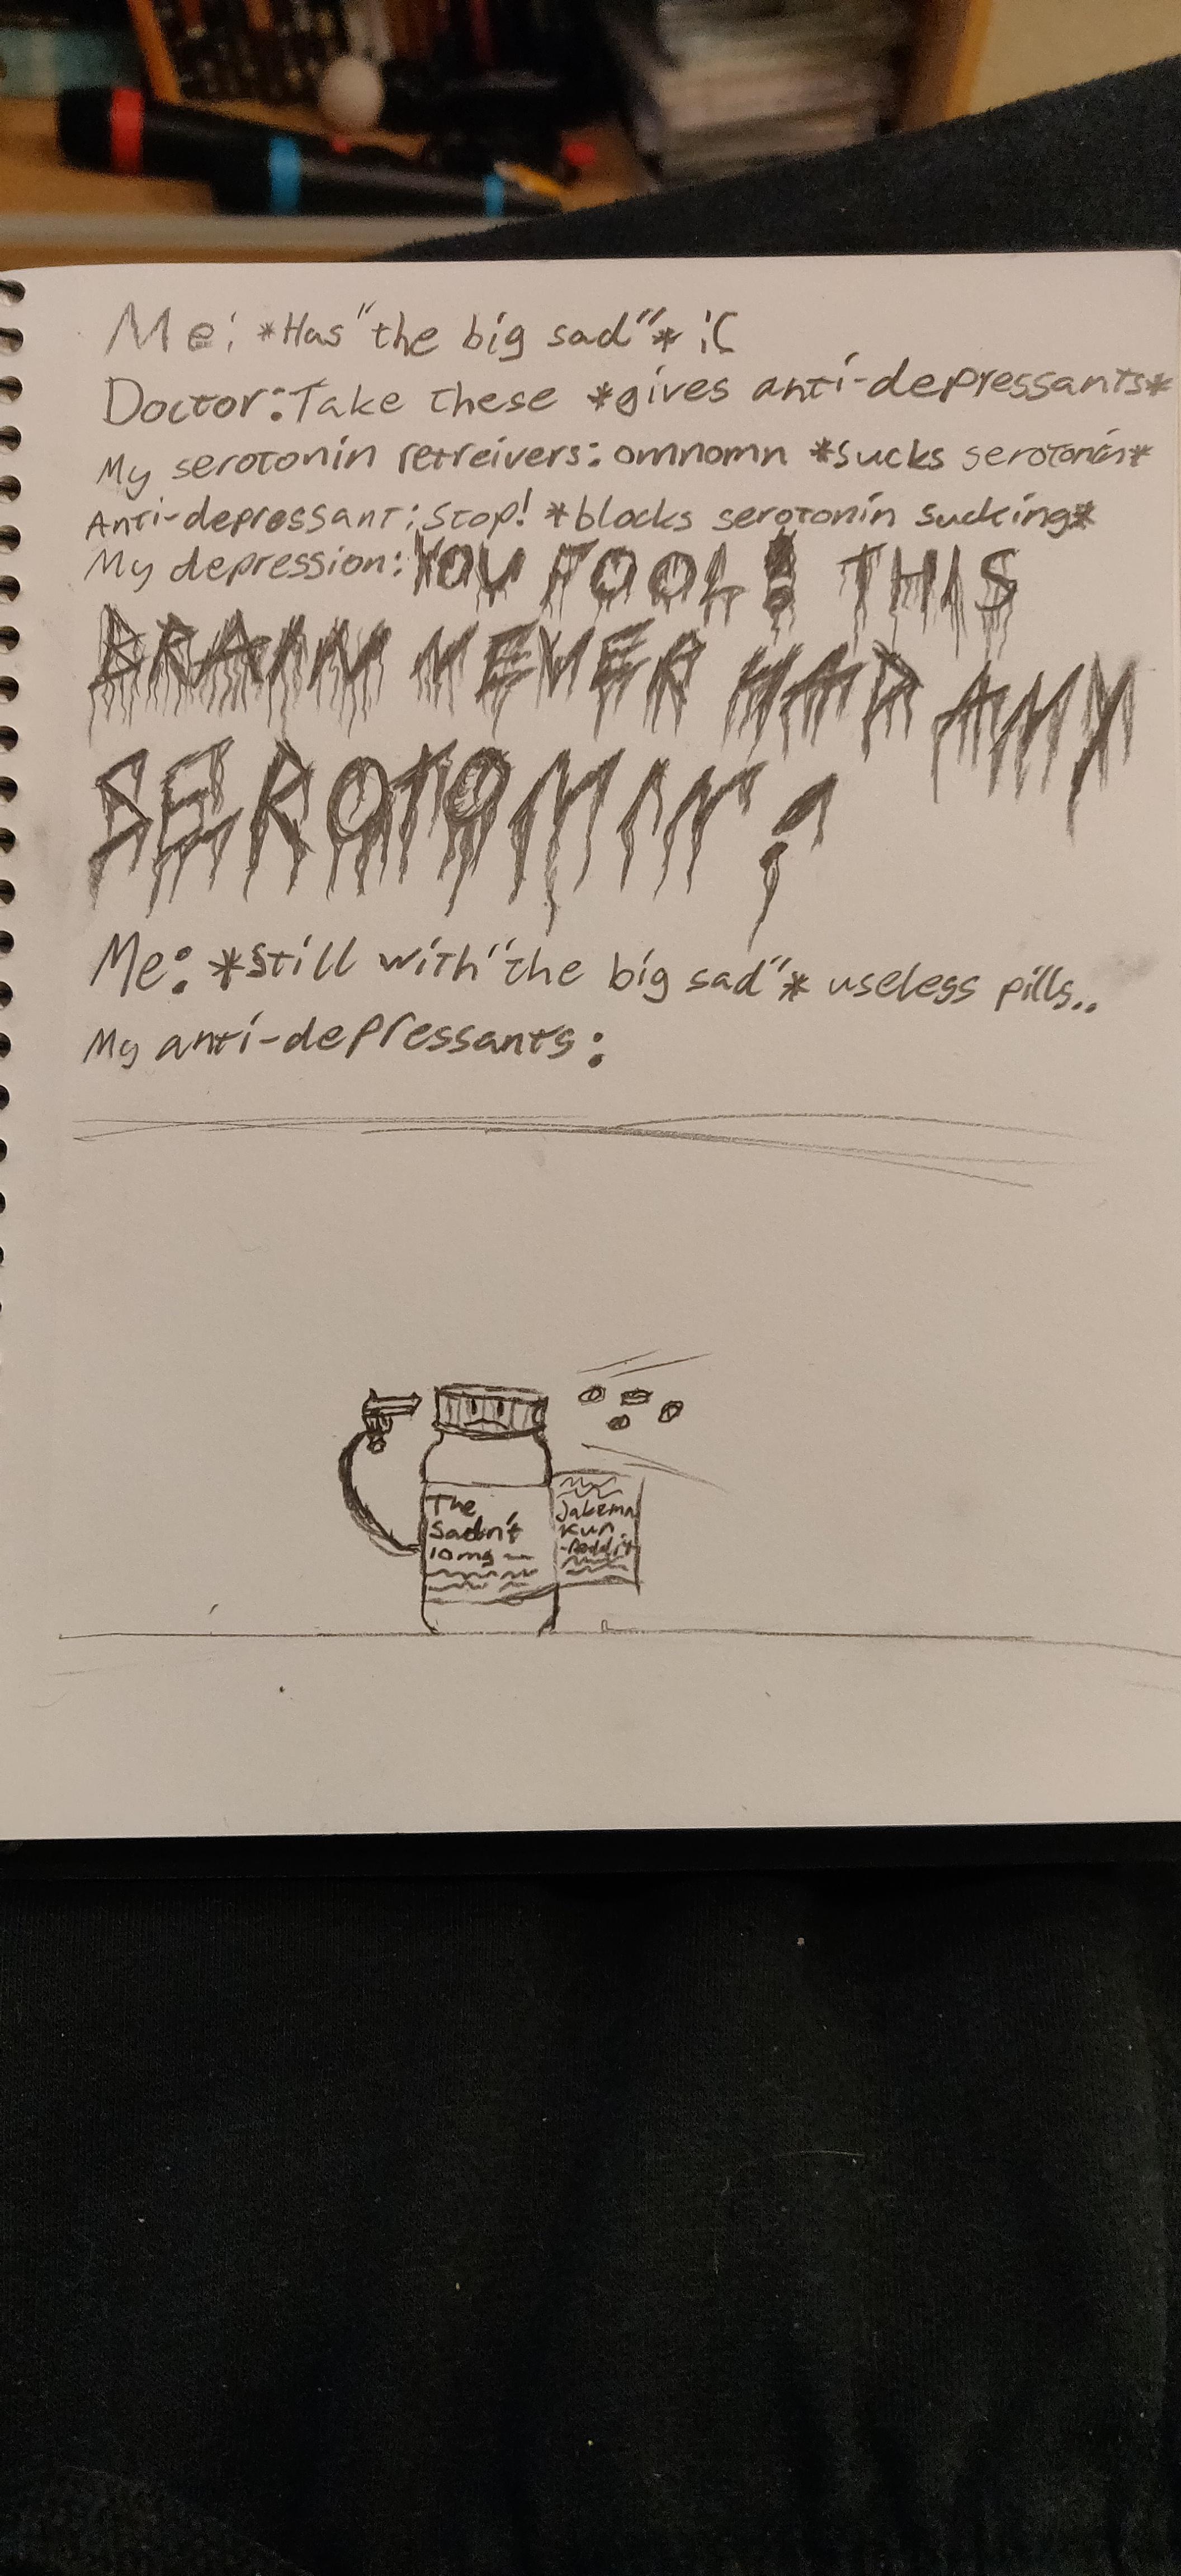 Me: *Has "the big sad"* :(
Doctor: Take these *gives anti-depressants*
My serotonin retreivers: omnomn *sucks serotonin*
Anti-depressant: Stop! *blocks serotonin sucking*
My depression: YOU FOOL! THIS
BRAIN NEVER HAD ANY
SEROTONIN!
Me: *Still with "the big sad"* useless pills..
My anti-depressants:
The
Sadn't
10mg
Jakemn
Kun
-Reddit